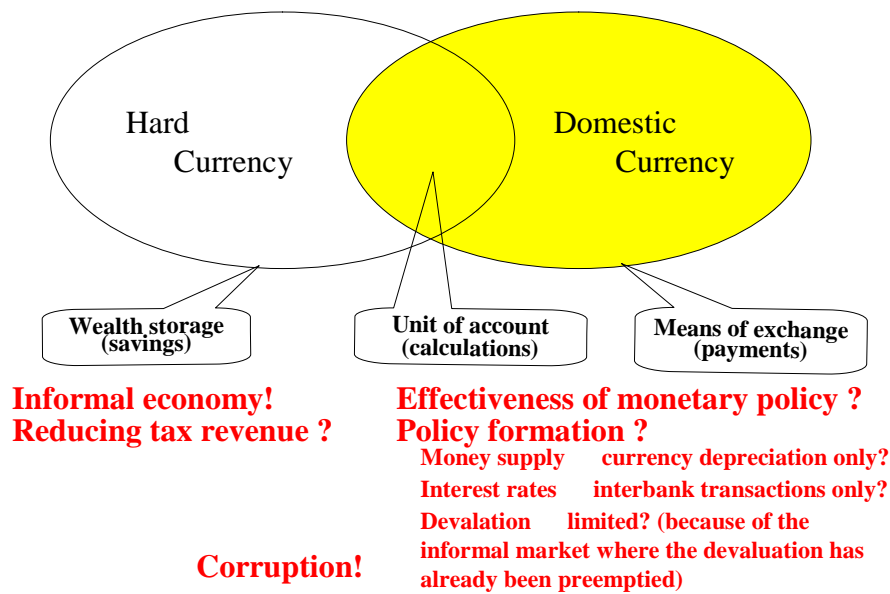 Hard
Currency
Domestic
Currency
Wealth storage
(savings)
Unit of account
(calculations)
Means of exchange
(payments)
Informal economy!
Reducing tax revenue ?
Effectiveness of monetary policy ?
Policy formation ?
Money supply currency depreciation only?
Interest rates interbank transactions only?
Devalation limited? (because of the
informal market where the devaluation has
already been preemptied)
Corruption!